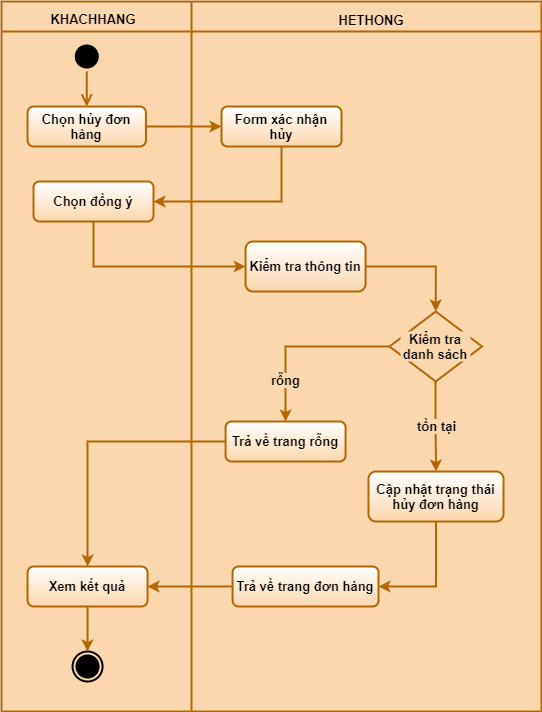 KHACHHANG
HETHONG
Chọn hủy đơn
hàng
Form xác nhận
hủy
Chọn đồng ý
Kiểm tra thông tin
Kiểm tra
danh sách
rỗng
tồn tại
Trả về trang rỗng
Cập nhật trạng thái
hủy đơn hàng
Xem kết quả
Trả về trang đơn hàng